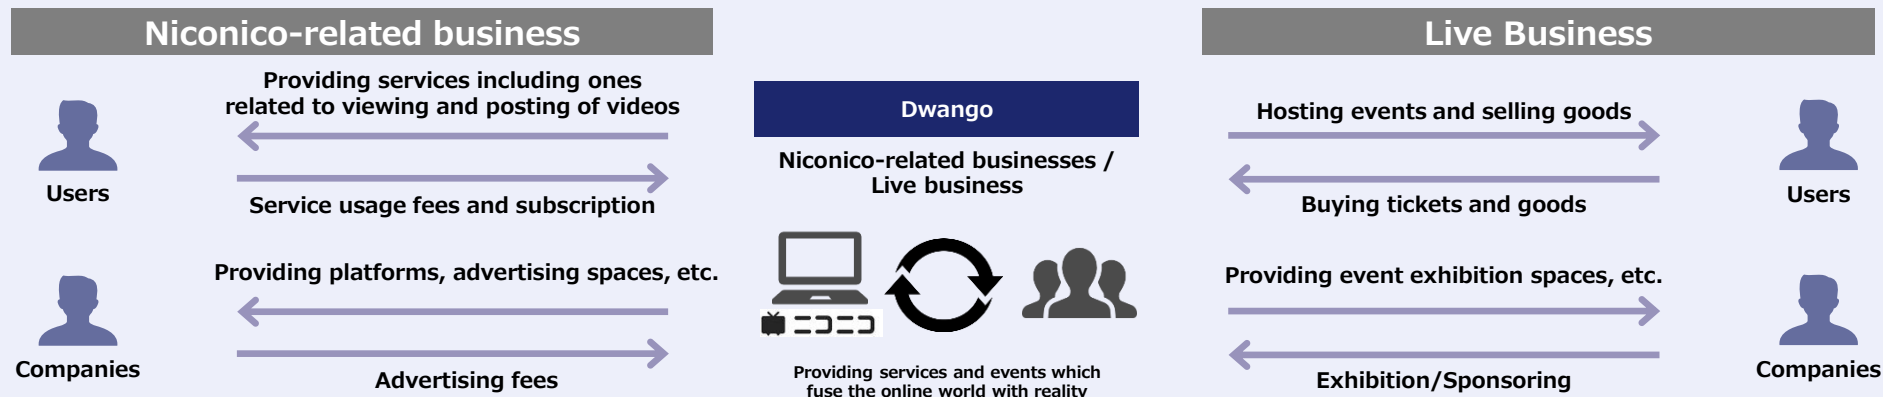 Niconico-related business
Providing services including ones
related to viewing and posting of videos
Users
Service usage fees and subscription
Providing platforms, advertising spaces, etc.
Companies
Advertising fees
Dwango
Niconico-related businesses /
Live business
ニコニコ
Providing services and events which
fuse the online world with reality
Live Business
Hosting events and selling goods
Users
Buying tickets and goods
Providing event exhibition spaces, etc.
Companies
Exhibition/Sponsoring